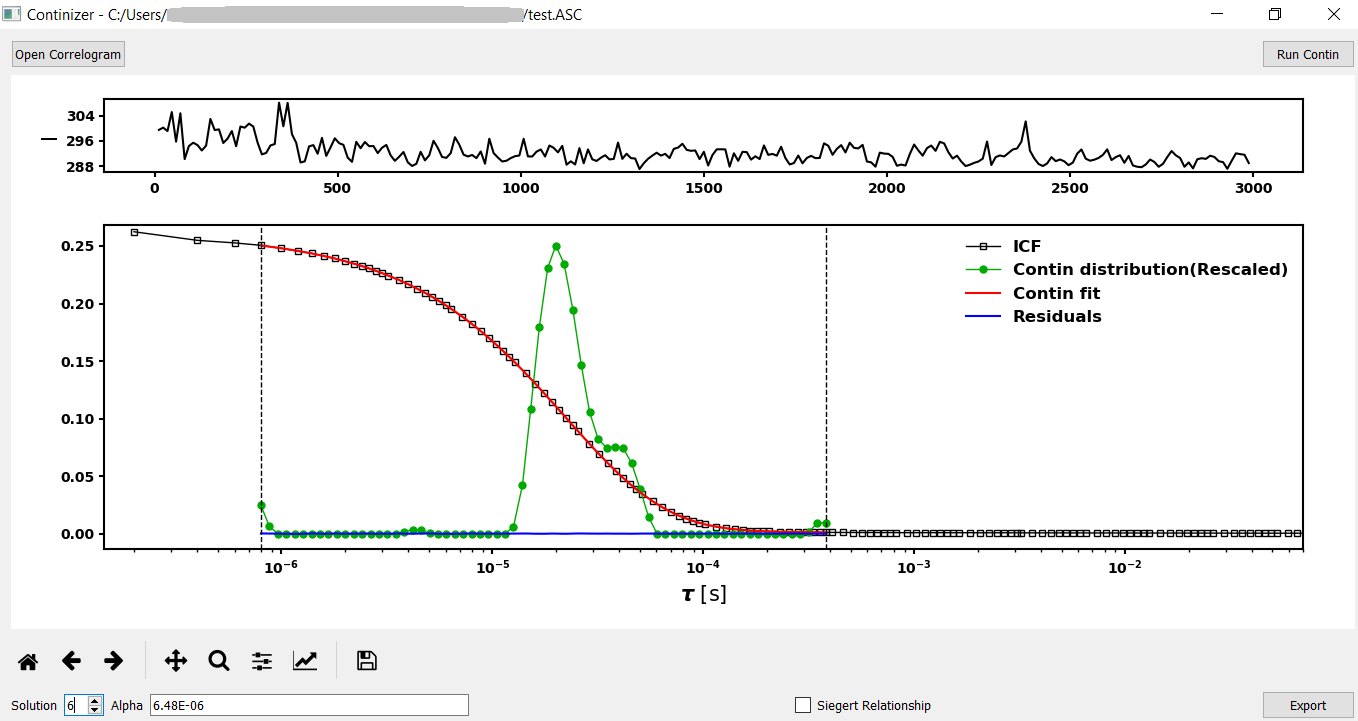 Continizer - C:/Users/ /test.ASC
Open Correlogram
Run Contin
I
304
296
288
0 500 1000 1500 2000 2500 3000
0.25
0.20
0.15
0.10
0.05
0.00
ICF
Contin distribution(Rescaled)
Contin fit
Residuals
10⁻⁶ 10⁻⁵ 10⁻⁴ 10⁻³ 10⁻²
τ [s]
Solution 6 Alpha 6.48E-06
Siegert Relationship
Export